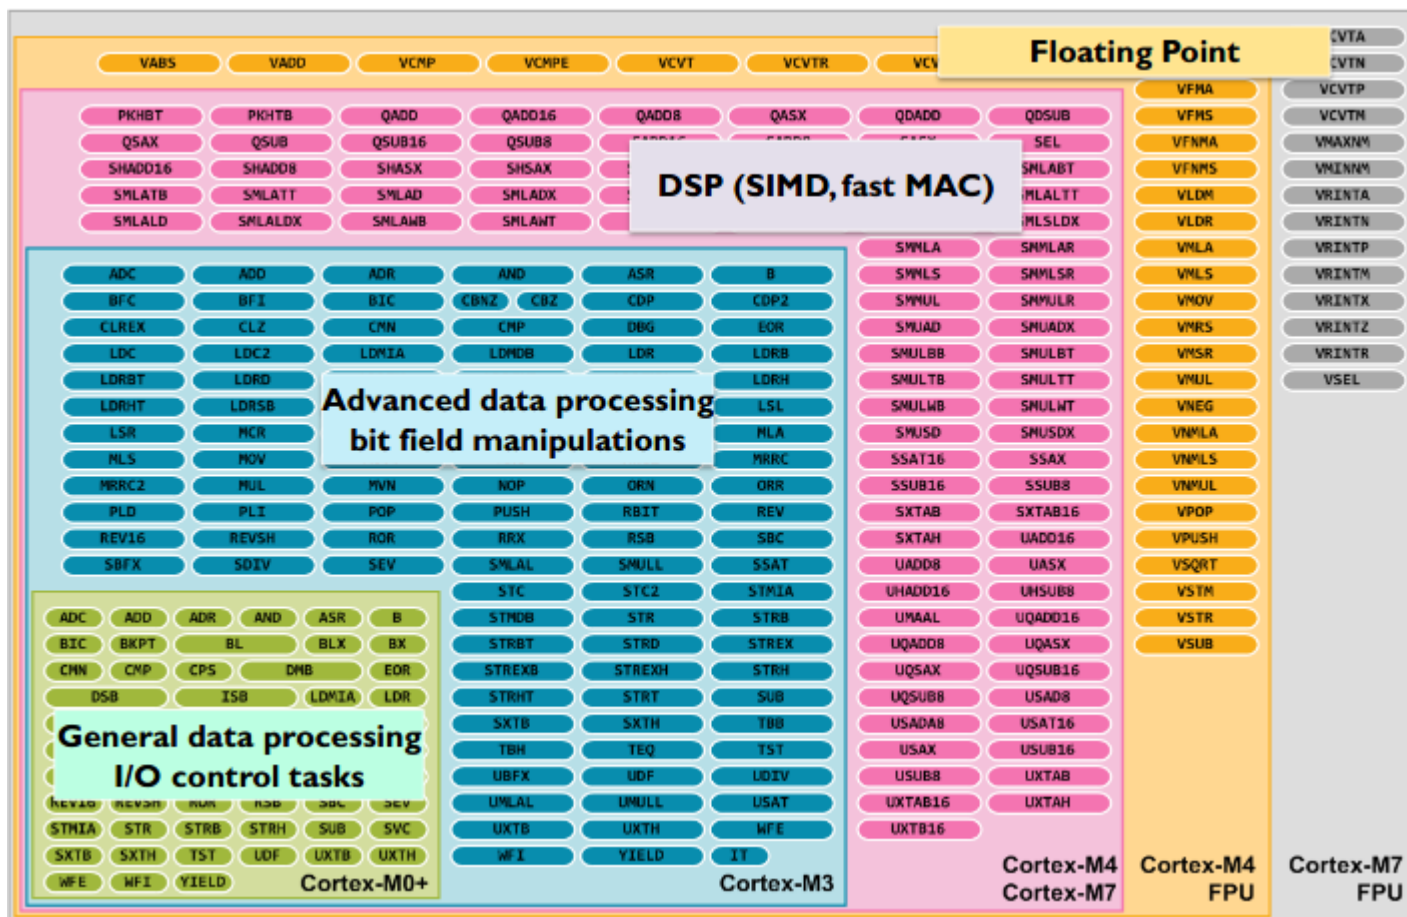 CVTA
Floating Point
VABS VADD VCMP VCMPE VCVT VCVTR CVTN
VFMA VCVTP
PKHBT PKHTB QADD QADD16 QADD8 QASX QDADD QDSUB VFMS VCVTM
QSAX QSUB QSUB16 QSUB8 SEL VFNMA VMAXNM
SHADD16 SHADD8 SHASX SHSAX SMLABT VFNMS VMINNM
DSP (SIMD, fast MAC)
SMLATB SMLATT SMLAD SMLADX SMLALTT VLDM VRINTA
SMLALD SMLALDX SMLAWB SMLAWT SMLSLDX VLDR VRINTN
SMMLA SMMLAR VMLA VRINTP
ADC ADD ADR AND ASR B SMMLS SMMLSR VMLS VRINTM
BFC BFI BIC CBNZ CBZ CDP CDP2 SMMUL SMMULR VMOV VRINTX
CLREX CLZ CMN CMP DBG EOR SMUAD SMUADX VMRS VRINTZ
LDC LDC2 LDMIA LDMDB LDR LDRB SMULBB SMULBT VMSR VRINTR
LDRBT LDRD LDRH SMULTB SMULTT VMUL VSEL
Advanced data processing
LDRHT LDRSB LSL SMULWB SMULWT VNEG
bit field manipulations
LSR MCR MLA SMUSD SMUSDX VNMLA
MLS MOV MRRC SSAT16 SSAX VNMLS
MRRC2 MUL MVN NOP ORN ORR SSUB16 SSUB8 VNMUL
PLD PLI POP PUSH RBIT REV SXTAB SXTAB16 VPOP
REV16 REVSH ROR RRX RSB SBC SXTAH UADD16 VPUSH
SBFX SDIV SEV SMLAL SMULL SSAT UADD8 UASX VSQRT
STC STC2 STMIA UHADD16 UHSUB8 VSTM
ADC ADD ADR AND ASR B STMDB STR STRB UMAAL UQADD16 VSTR
BIC BKPT BL BLX BX STRBT STRD STREX UQADD8 UQASX VSUB
CMN CMP CPS DMB EOR STREXB STREXH STRH UQSAX UQSUB16
DSB ISB LDMIA LDR STRHT STRT SUB UQSUB8 USAD8
SXTB SXTH TBB USADA8 USAT16
General data processing
TBH TEQ TST USAX USUB16
I/O control tasks
UBFX UDF UDIV USUB8 UXTAB
REV16 REVSH ROR RSB SBC SEV UMLAL UMULL USAT UXTAB16 UXTAH
STMIA STR STRB STRH SUB SVC UXTB UXTH WFE UXTB16
SXTB SXTH TST UDF UXTB UXTH WFI YIELD IT
WFE WFI YIELD
Cortex-M0+
Cortex-M3
Cortex-M4
Cortex-M7
Cortex-M4
FPU
Cortex-M7
FPU